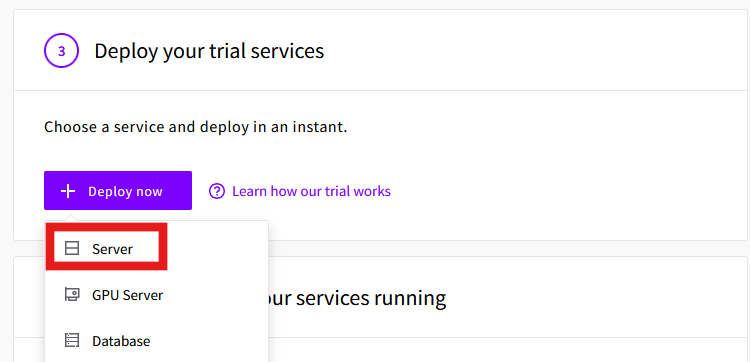 3 Deploy your trial services
Choose a service and deploy in an instant.
Deploy now
Learn how our trial works
Server
GPU Server
our services running
Database